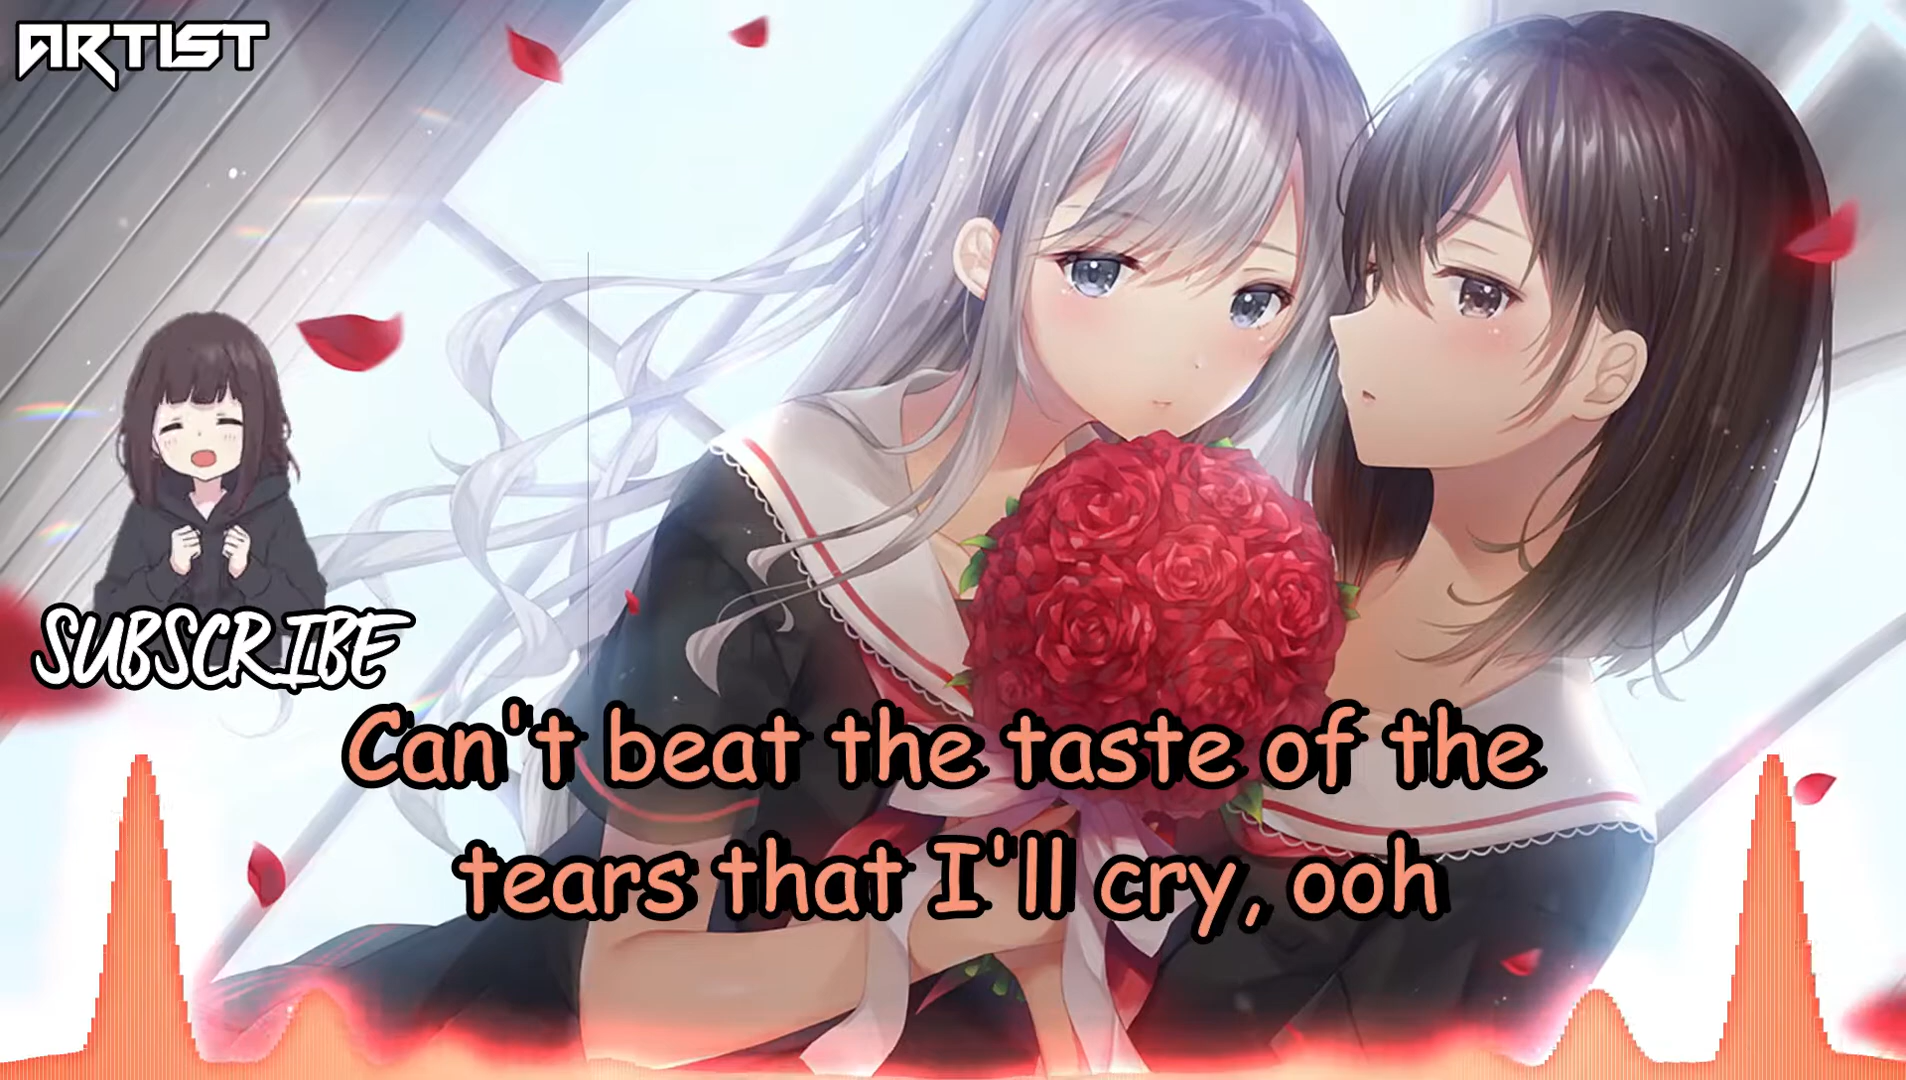 ARTIST
SUBSCRIBE
Can't beat the taste of the
tears that I'll cry, ooh